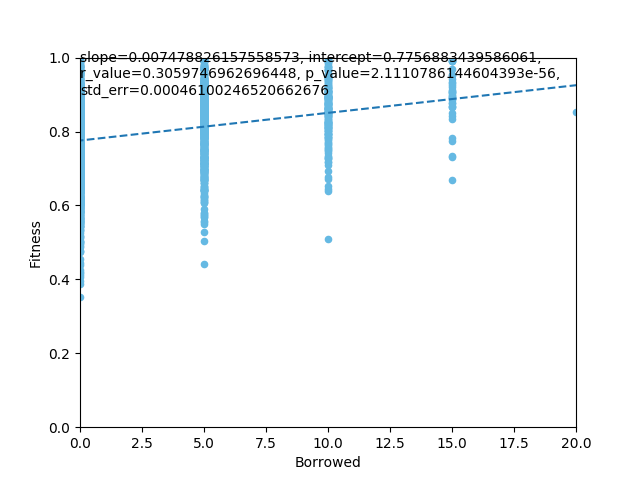 slope=0.007478826157558573, intercept=0.7756883439586061,
r_value=0.3059746962696448, p_value=2.1110786144604393e-56,
std_err=0.00046100246520662676
1.0
0.8
0.6
0.4
0.2
0.0
Fitness
0.0 2.5 5.0 7.5 10.0 12.5 15.0 17.5 20.0
Borrowed